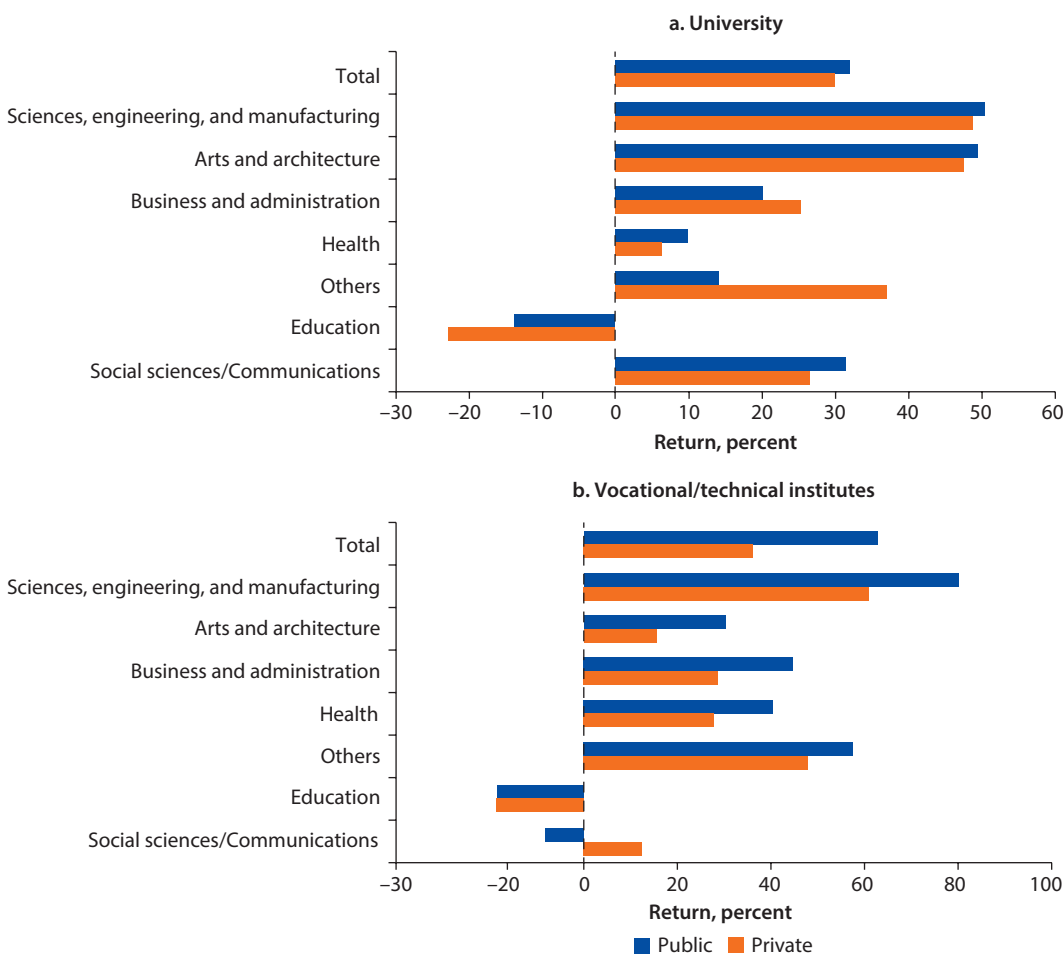 a. University
Total
Sciences, engineering, and manufacturing
Arts and architecture
Business and administration
Health
Others
Education
Social sciences/Communications
–30 –20 –10 0 10 20 30 40 50 60
Return, percent
b. Vocational/technical institutes
Total
Sciences, engineering, and manufacturing
Arts and architecture
Business and administration
Health
Others
Education
Social sciences/Communications
–30 –20 0 20 40 60 80 100
Return, percent
Public Private